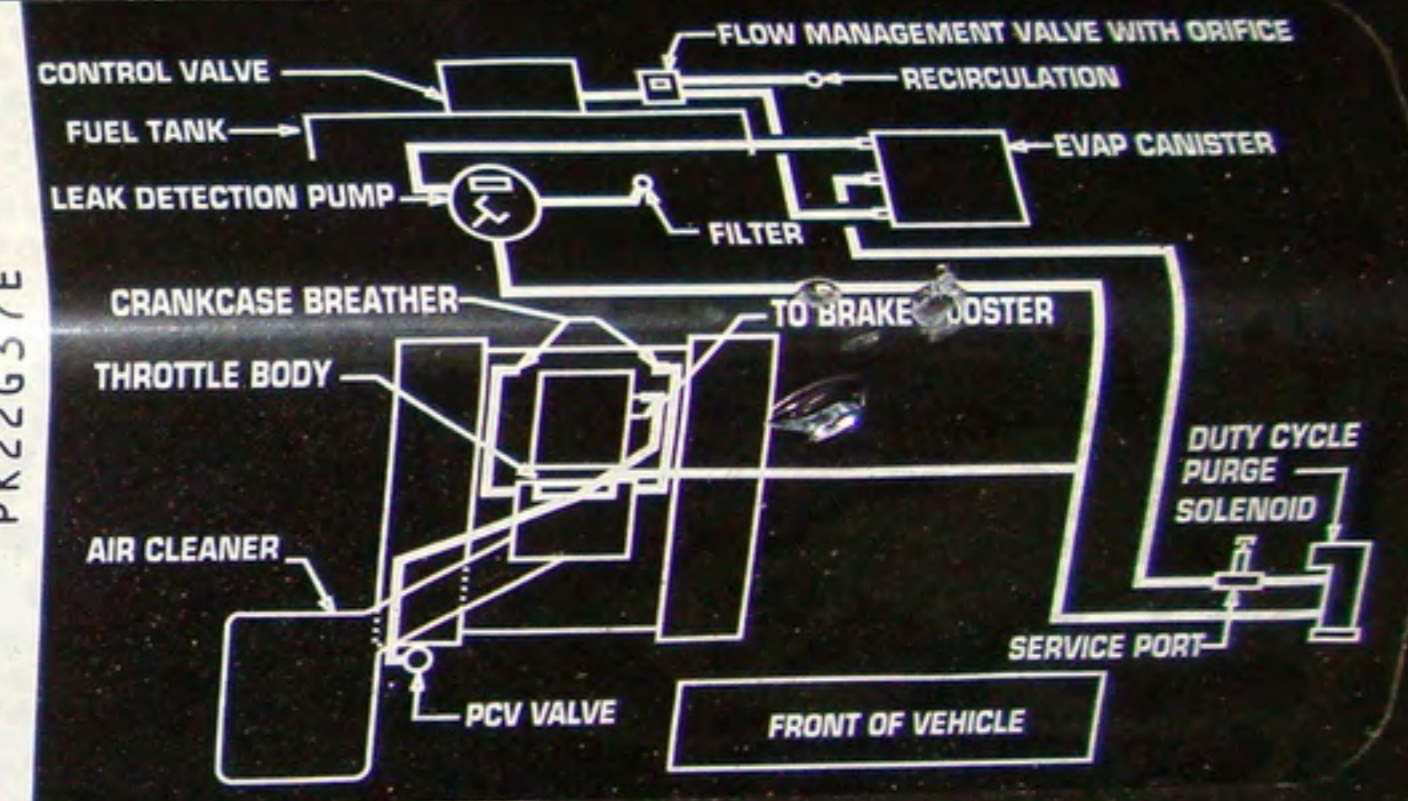 FLOW MANAGEMENT VALVE WITH ORIFICE
CONTROL VALVE
RECIRCULATION
FUEL TANK
EVAP CANISTER
LEAK DETECTION PUMP
FILTER
CRANKCASE BREATHER
TO BRAKE
THROTTLE BODY
DUTY CYCLE
PURGE
SOLENOID
AIR CLEANER
SERVICE PORT
PCV VALVE
FRONT OF VEHICLE